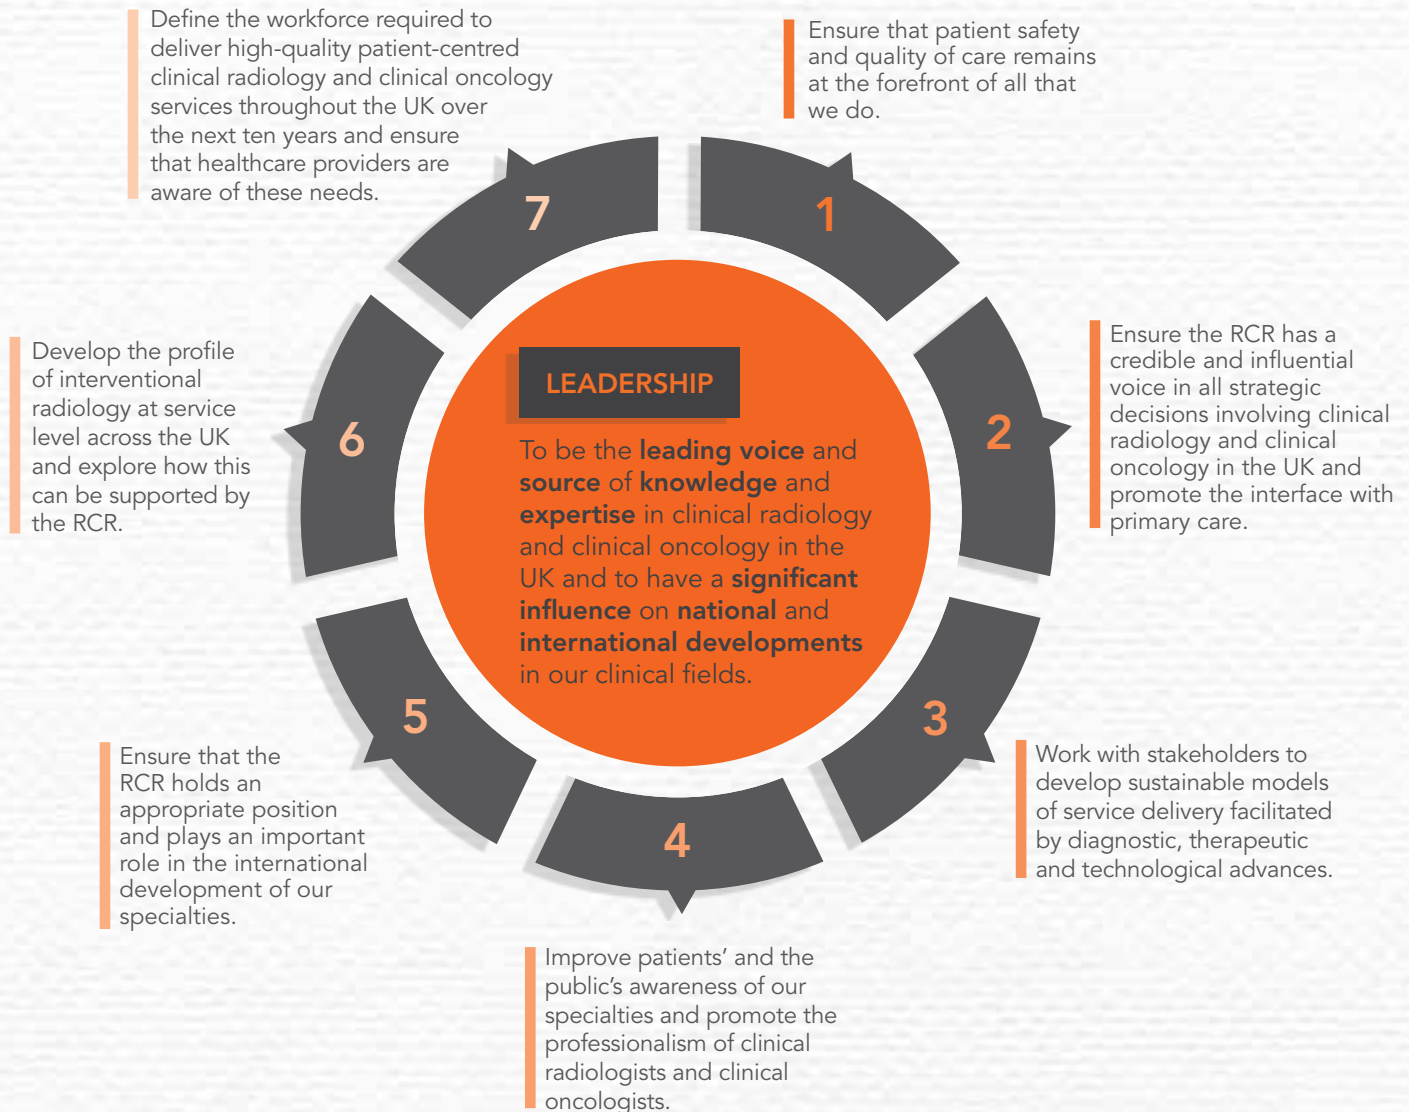 LEADERSHIP
To be the leading voice and
source of knowledge and
expertise in clinical radiology
and clinical oncology in the
UK and to have a significant
influence on national and
international developments
in our clinical fields.
1
Ensure that patient safety
and quality of care remains
at the forefront of all that
we do.
2
Ensure the RCR has a
credible and influential
voice in all strategic
decisions involving clinical
radiology and clinical
oncology in the UK and
promote the interface with
primary care.
3
Work with stakeholders to
develop sustainable models
of service delivery facilitated
by diagnostic, therapeutic
and technological advances.
4
Improve patients’ and the
public’s awareness of our
specialties and promote the
professionalism of clinical
radiologists and clinical
oncologists.
5
Ensure that the
RCR holds an
appropriate position
and plays an important
role in the international
development of our
specialties.
6
Develop the profile
of interventional
radiology at service
level across the UK
and explore how this
can be supported by
the RCR.
7
Define the workforce required to
deliver high-quality patient-centred
clinical radiology and clinical oncology
services throughout the UK over
the next ten years and ensure
that healthcare providers are
aware of these needs.